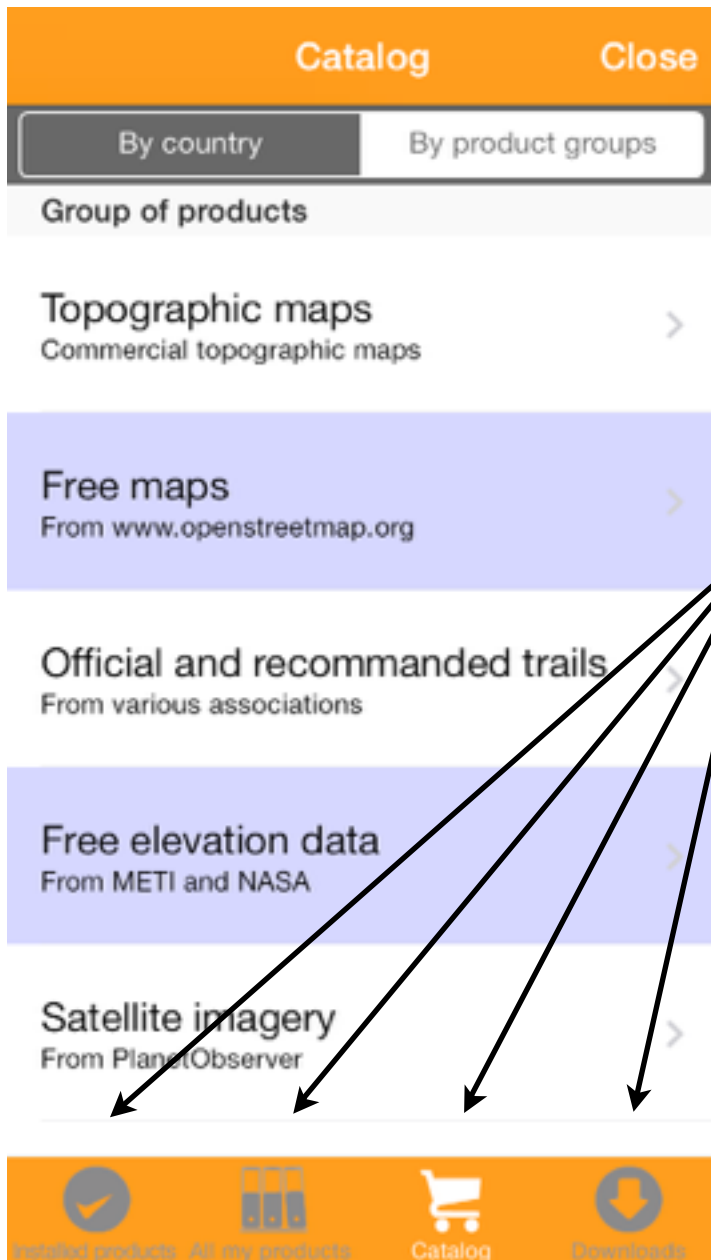 Catalog Close
By country By product groups
Group of products
Topographic maps
Commercial topographic maps
Free maps
From www.openstreetmap.org
Official and recommanded trails
From various associations
Free elevation data
From METI and NASA
Satellite imagery
From PlanetObserver
Installed products All my products Catalog Downloads